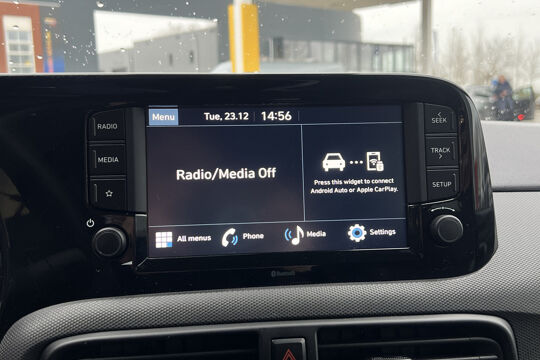 Menu Tue, 23.12 14:56
RADIO
MEDIA
Radio/Media Off
Press this widget to connect
Android Auto or Apple CarPlay.
All menus Phone Media Settings
SEEK
TRACK
SETUP
Bluetooth